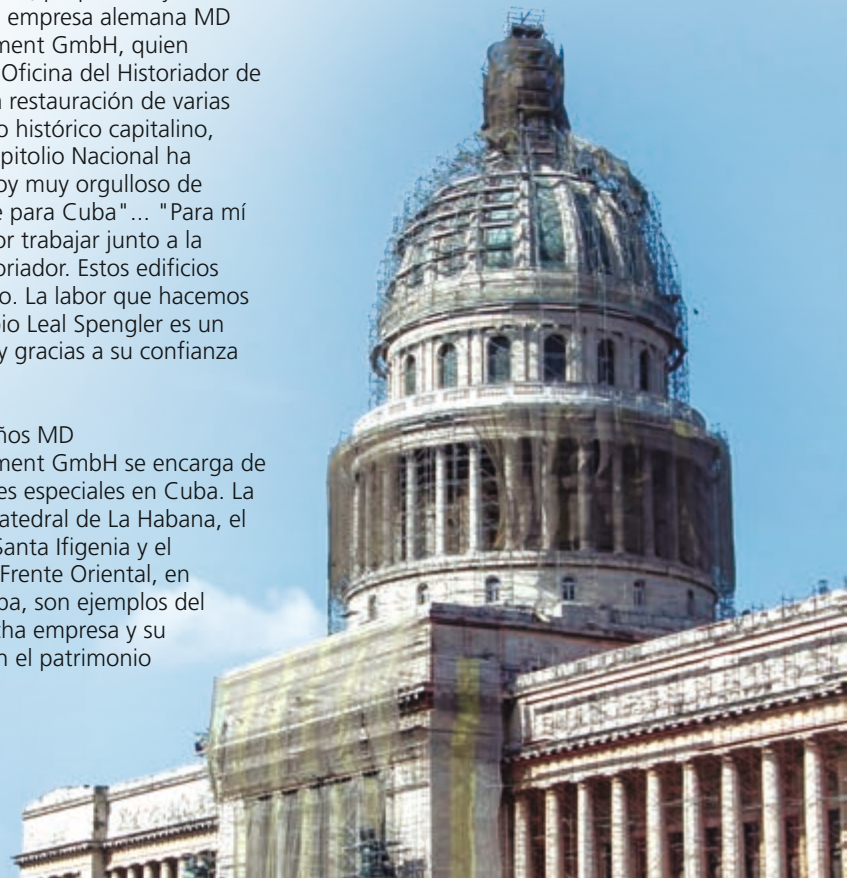 empresa alemana MD
ment GmbH, quien
Oficina del Historiador de
restauración de varias
o histórico capitalino,
pitolio Nacional ha
oy muy orgulloso de
e para Cuba"... "Para mí
or trabajar junto a la
oriador. Estos edificios
o. La labor que hacemos
io Leal Spengler es un
y gracias a su confianza
ños MD
ment GmbH se encarga de
es especiales en Cuba. La
atedral de La Habana, el
Santa Ifigenia y el
Frente Oriental, en
ba, son ejemplos del
cha empresa y su
n el patrimonio